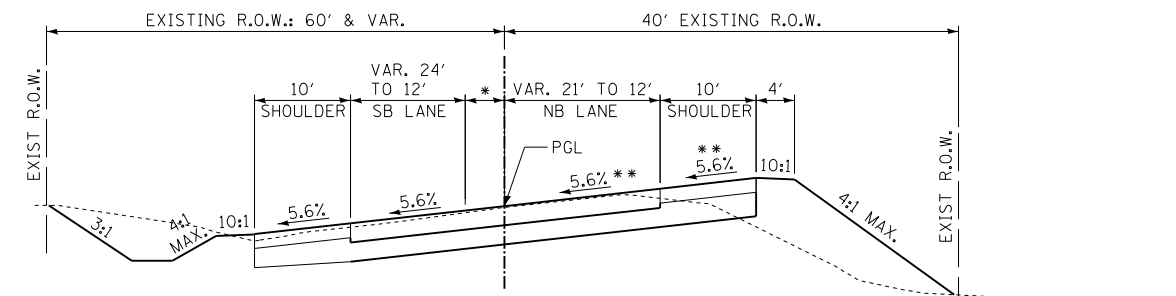 EXISTING R.O.W.: 60' & VAR.
40' EXISTING R.O.W.
EXIST R.O.W.
10'
SHOULDER
VAR. 24'
TO 12'
SB LANE
*
VAR. 21' TO 12'
NB LANE
10'
SHOULDER
4'
EXIST R.O.W.
PGL
3:1
4:1
MAX.
10:1
5.6%
5.6%
5.6% **
**
5.6%
10:1
4:1 MAX.